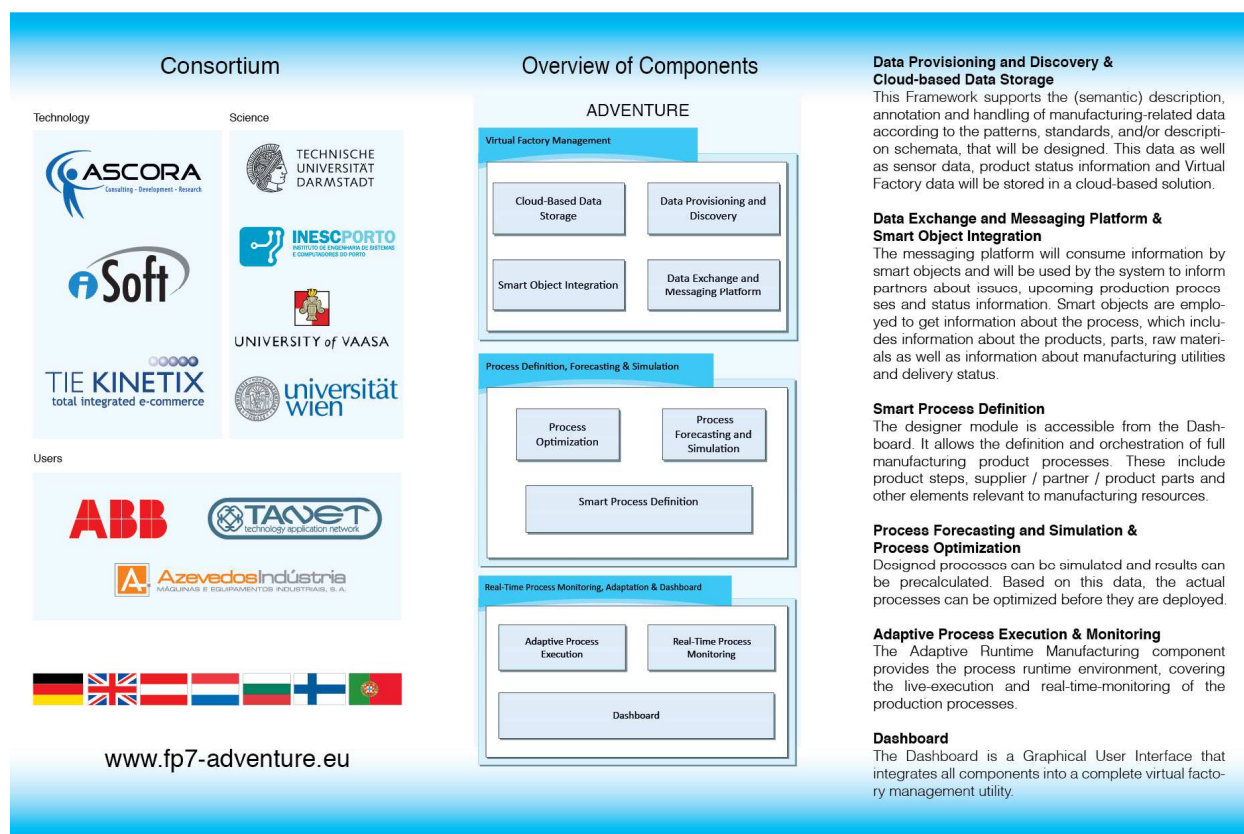 Consortium
Technology
Science
ASCORA
Consulting - Development - Research
TECHNISCHE
UNIVERSITÄT
DARMSTADT
iSoft
INESCPORTO
INSTITUTO DE ENGENHARIA DE SISTEMAS
E COMPUTADORES DO PORTO
UNIVERSITY of VAASA
TIE KINETIX
total integrated e-commerce
universität
wien
Users
ABB
TANET
technology application network
A.
AzevedosIndústria
MÁQUINAS E EQUIPAMENTOS INDUSTRIAIS, S.A.
www.fp7-adventure.eu
Overview of Components
ADVENTURE
Virtual Factory Management
Cloud-Based Data
Storage
Data Provisioning and
Discovery
Smart Object Integration
Data Exchange and
Messaging Platform
Process Definition, Forecasting & Simulation
Process
Optimization
Process
Forecasting and
Simulation
Smart Process Definition
Real-Time Process Monitoring, Adaptation & Dashboard
Adaptive Process
Execution
Real-Time Process
Monitoring
Dashboard
Data Provisioning and Discovery &
Cloud-based Data Storage
This Framework supports the (semantic) description,
annotation and handling of manufacturing-related data
according to the patterns, standards, and/or descripti-
on schemata, that will be designed. This data as well
as sensor data, product status information and Virtual
Factory data will be stored in a cloud-based solution.
Data Exchange and Messaging Platform &
Smart Object Integration
The messaging platform will consume information by
smart objects and will be used by the system to inform
partners about issues, upcoming production proces
ses and status information. Smart objects are emplo-
yed to get information about the process, which inclu-
des information about the products, parts, raw materi-
als as well as information about manufacturing utilities
and delivery status.
Smart Process Definition
The designer module is accessible from the Dash-
board. It allows the definition and orchestration of full
manufacturing product processes. These include
product steps, supplier / partner / product parts and
other elements relevant to manufacturing resources.
Process Forecasting and Simulation &
Process Optimization
Designed processes can be simulated and results can
be precalculated. Based on this data, the actual
processes can be optimized before they are deployed.
Adaptive Process Execution & Monitoring
The Adaptive Runtime Manufacturing component
provides the process runtime environment, covering
the live-execution and real-time-monitoring of the
production processes.
Dashboard
The Dashboard is a Graphical User Interface that
integrates all components into a complete virtual facto-
ry management utility.